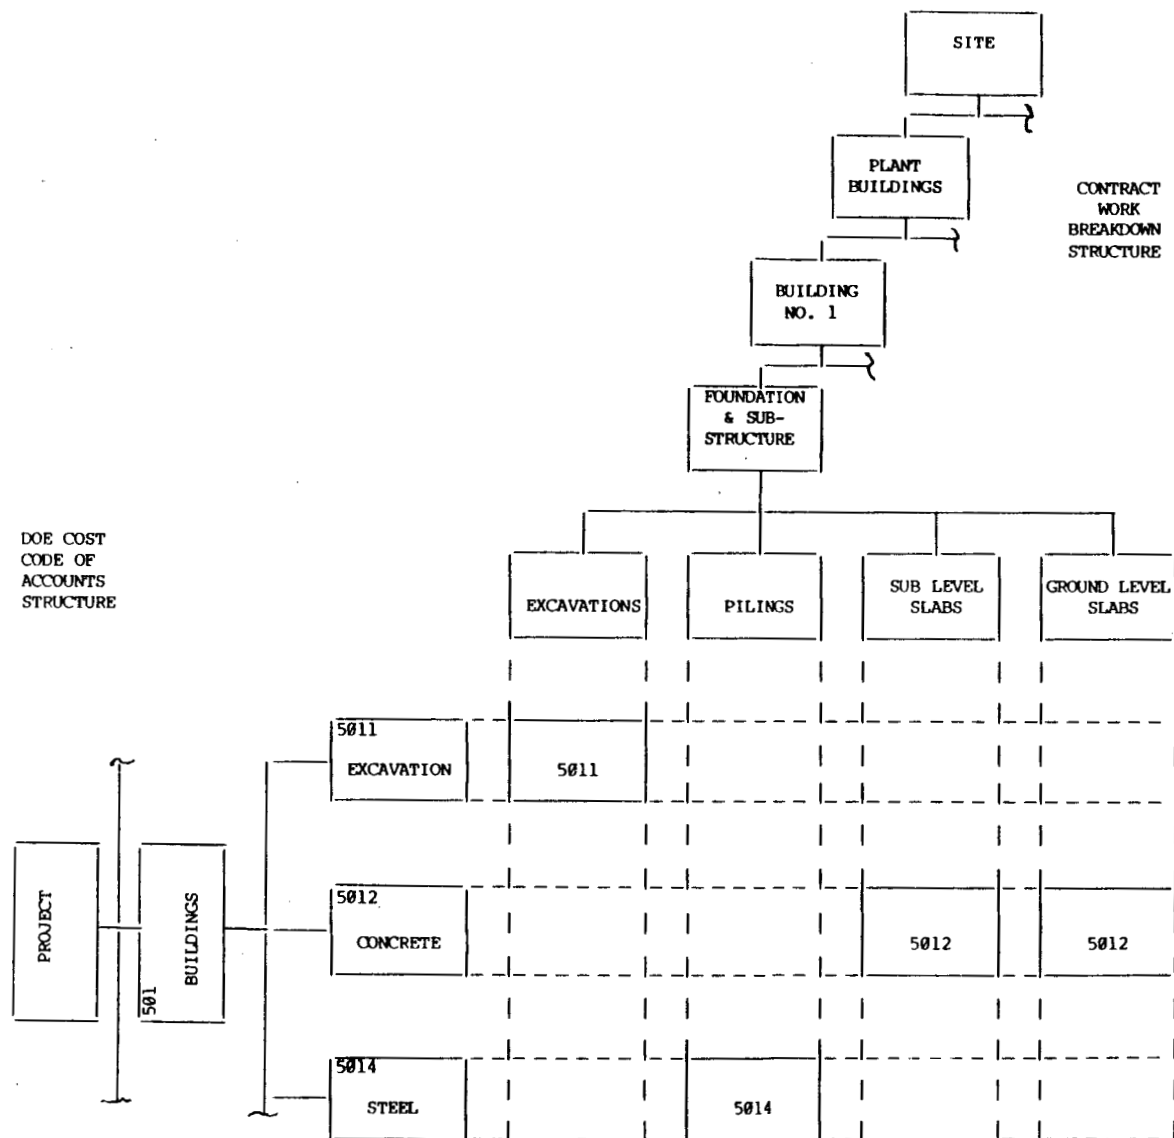 SITE
PLANT
BUILDINGS
CONTRACT
WORK
BREAKDOWN
STRUCTURE
BUILDING
NO. 1
FOUNDATION
& SUB-
STRUCTURE
DOE COST
CODE OF
ACCOUNTS
STRUCTURE
EXCAVATIONS
PILINGS
SUB LEVEL
SLABS
GROUND LEVEL
SLABS
5011
EXCAVATION
5011
PROJECT
501
BUILDINGS
5012
CONCRETE
5012
5012
5014
STEEL
5014